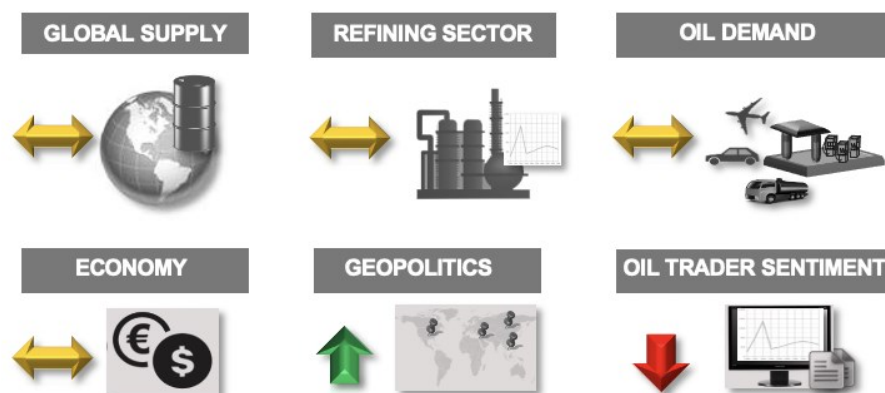 GLOBAL SUPPLY
REFINING SECTOR
OIL DEMAND
ECONOMY
GEOPOLITICS
OIL TRADER SENTIMENT
€
$